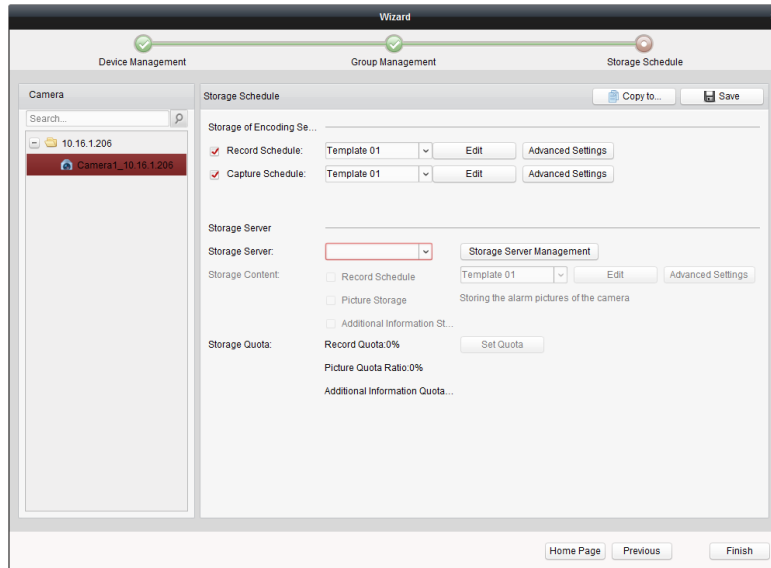 Wizard
Device Management Group Management Storage Schedule
Camera
Search...
10.16.1.206
Camera1_10.16.1.206
Storage Schedule Copy to... Save
Storage of Encoding Se...
Record Schedule: Template 01 Edit Advanced Settings
Capture Schedule: Template 01 Edit Advanced Settings
Storage Server
Storage Server: Storage Server Management
Storage Content: Record Schedule Template 01 Edit Advanced Settings
Picture Storage Storing the alarm pictures of the camera
Additional Information St...
Storage Quota: Record Quota:0% Set Quota
Picture Quota Ratio:0%
Additional Information Quota...
Home Page Previous Finish